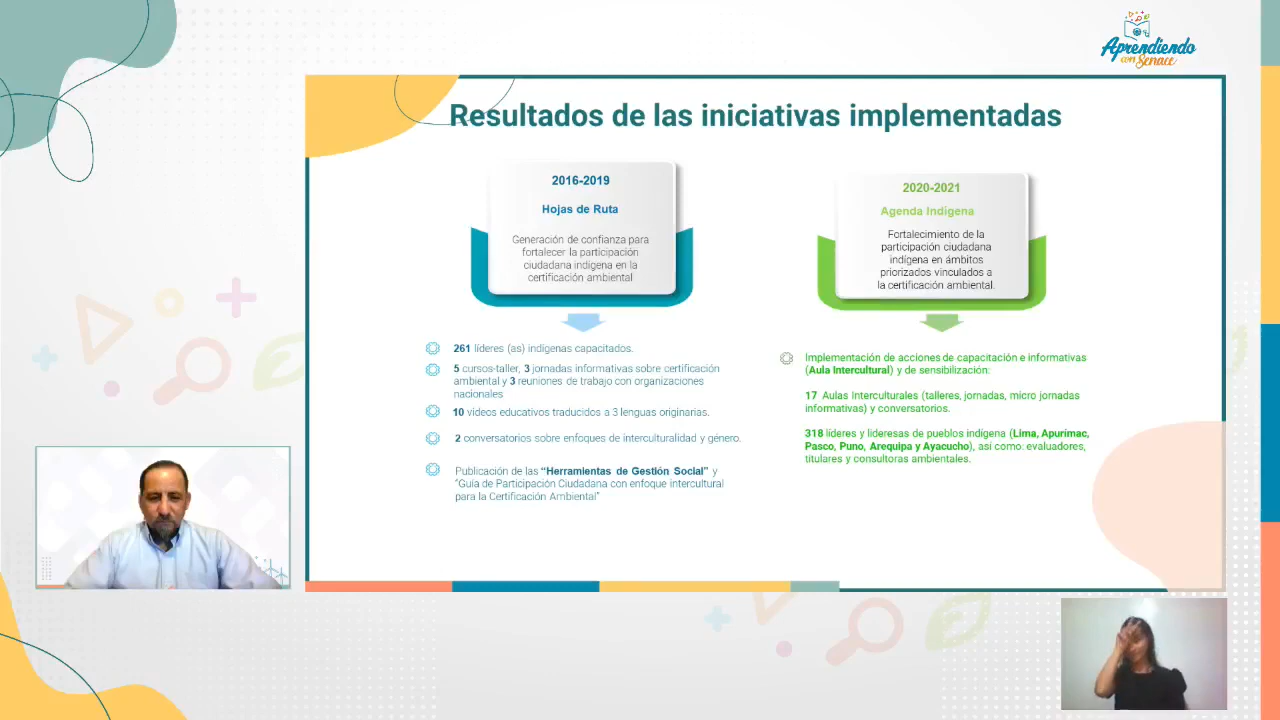 Aprendiendo
con Senace
Resultados de las iniciativas implementadas
2016-2019
Hojas de Ruta
Generación de confianza para
fortalecer la participación
ciudadana indígena en la
certificación ambiental
261 líderes (as) indígenas capacitados.
5 cursos-taller, 3 jornadas informativas sobre certificación
ambiental y 3 reuniones de trabajo con organizaciones
nacionales
10 videos educativos traducidos a 3 lenguas originarias.
2 conversatorios sobre enfoques de interculturalidad y género.
Publicación de las “Herramientas de Gestión Social” y
“Guía de Participación Ciudadana con enfoque intercultural
para la Certificación Ambiental”
2020-2021
Agenda Indígena
Fortalecimiento de la
participación ciudadana
indígena en ámbitos
priorizados vinculados a
la certificación ambiental.
Implementación de acciones de capacitación e informativas
(Aula Intercultural) y de sensibilización:
17 Aulas Interculturales (talleres, jornadas, micro jornadas
informativas) y conversatorios.
318 líderes y lideresas de pueblos indígena (Lima, Apurímac,
Pasco, Puno, Arequipa y Ayacucho), así como: evaluadores,
titulares y consultoras ambientales.